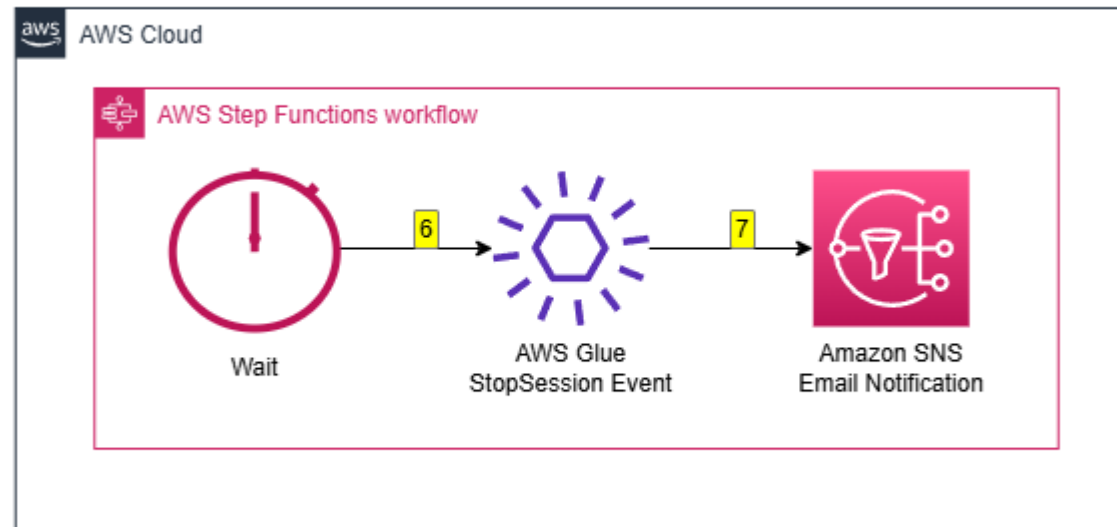 aws
AWS Cloud
AWS Step Functions workflow
6
7
Wait
AWS Glue
StopSession Event
Amazon SNS
Email Notification